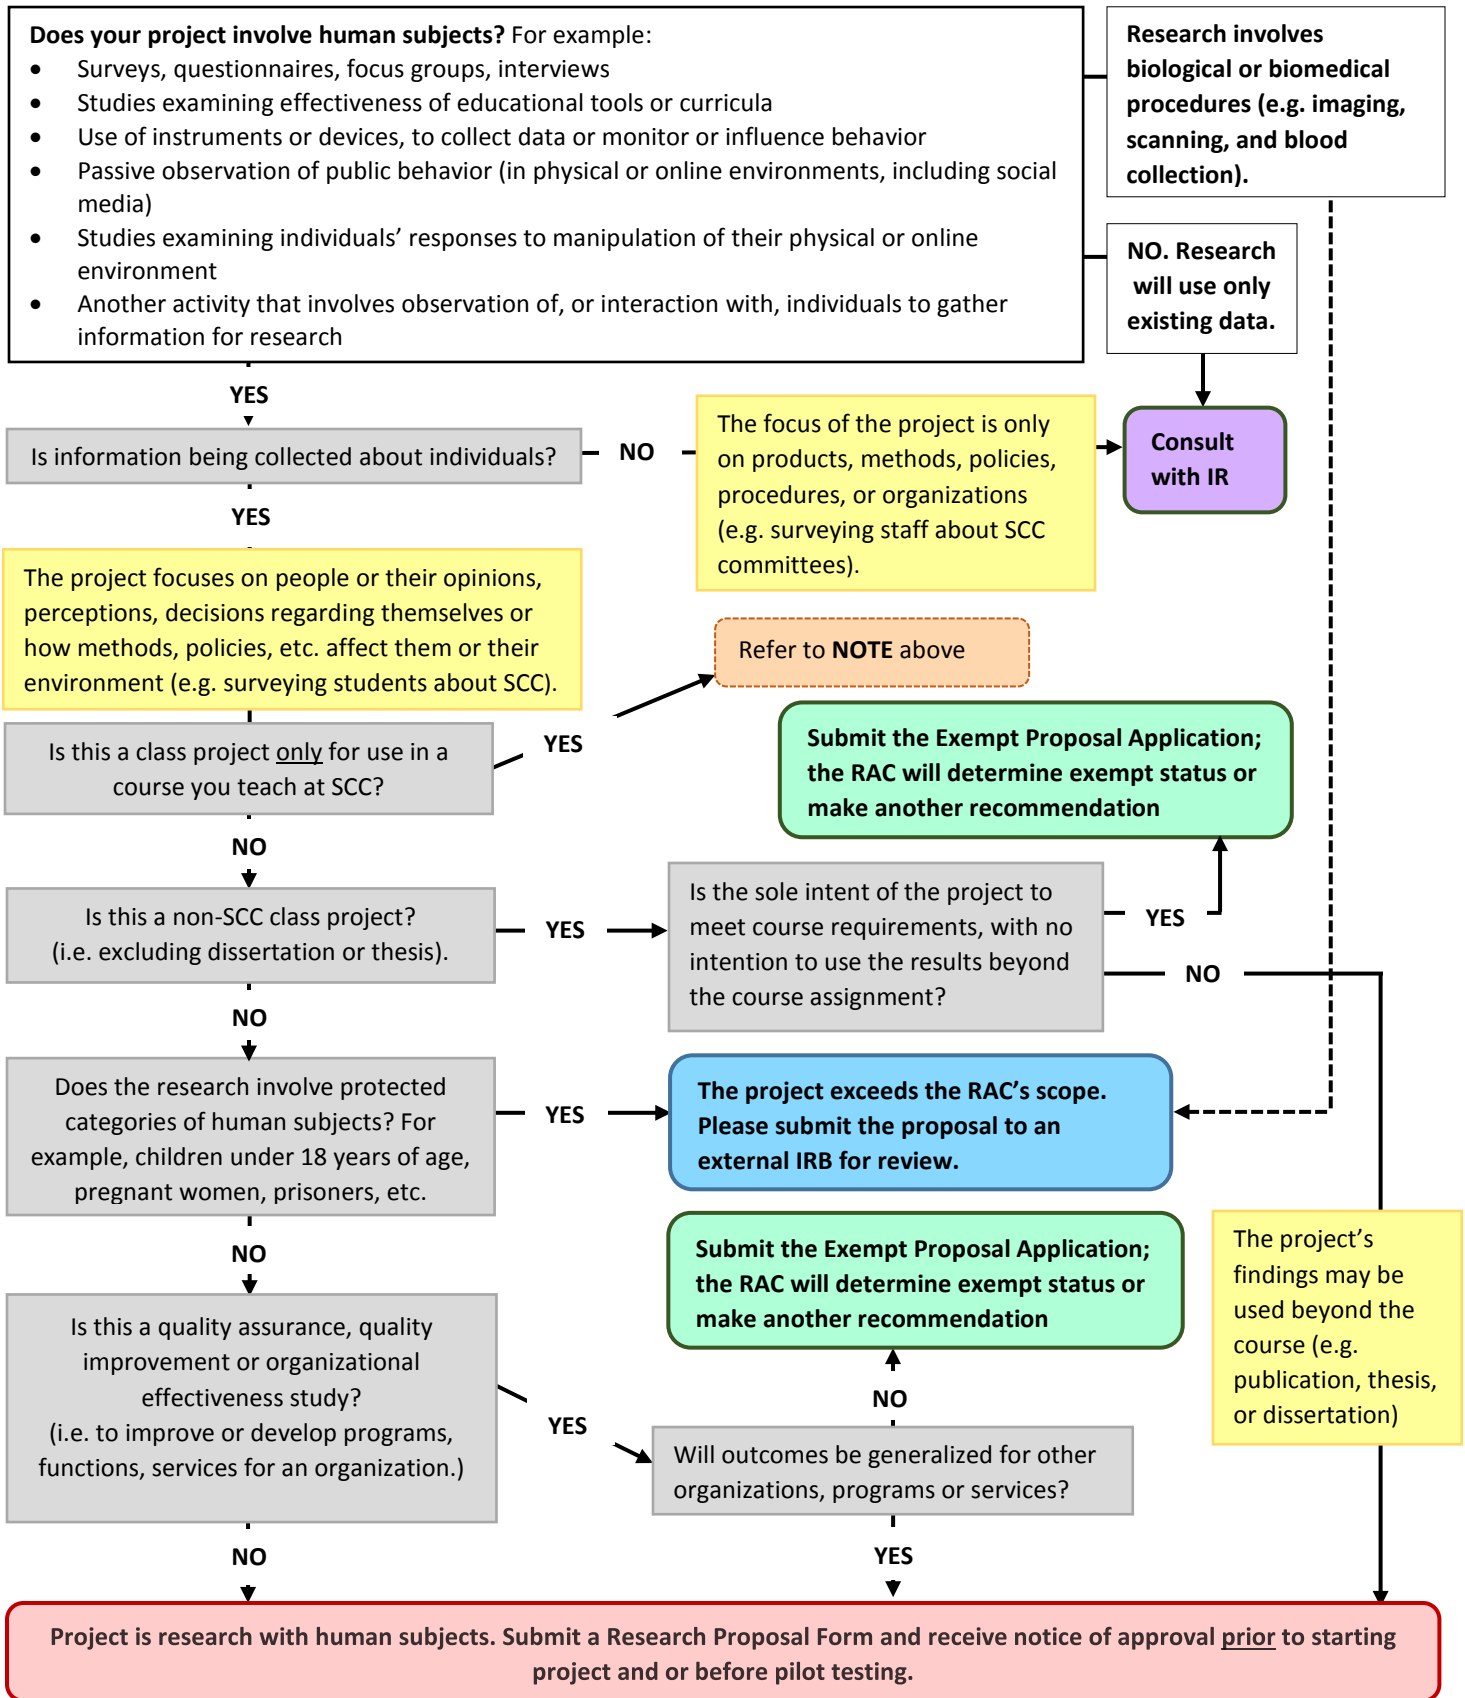 Does your project involve human subjects? For example:
• Surveys, questionnaires, focus groups, interviews
• Studies examining effectiveness of educational tools or curricula
• Use of instruments or devices, to collect data or monitor or influence behavior
• Passive observation of public behavior (in physical or online environments, including social
media)
• Studies examining individuals’ responses to manipulation of their physical or online
environment
• Another activity that involves observation of, or interaction with, individuals to gather
information for research
Research involves
biological or biomedical
procedures (e.g. imaging,
scanning, and blood
collection).
NO. Research
will use only
existing data.
YES
Is information being collected about individuals?
NO
The focus of the project is only
on products, methods, policies,
procedures, or organizations
(e.g. surveying staff about SCC
committees).
Consult
with IR
YES
The project focuses on people or their opinions,
perceptions, decisions regarding themselves or
how methods, policies, etc. affect them or their
environment (e.g. surveying students about SCC).
Refer to NOTE above
Is this a class project only for use in a
course you teach at SCC?
YES
Submit the Exempt Proposal Application;
the RAC will determine exempt status or
make another recommendation
NO
Is this a non-SCC class project?
(i.e. excluding dissertation or thesis).
YES
Is the sole intent of the project to
meet course requirements, with no
intention to use the results beyond
the course assignment?
YES
NO
NO
Does the research involve protected
categories of human subjects? For
example, children under 18 years of age,
pregnant women, prisoners, etc.
YES
The project exceeds the RAC’s scope.
Please submit the proposal to an
external IRB for review.
NO
Submit the Exempt Proposal Application;
the RAC will determine exempt status or
make another recommendation
The project’s
findings may be
used beyond the
course (e.g.
publication, thesis,
or dissertation)
Is this a quality assurance, quality
improvement or organizational
effectiveness study?
(i.e. to improve or develop programs,
functions, services for an organization.)
YES
NO
Will outcomes be generalized for other
organizations, programs or services?
NO
YES
Project is research with human subjects. Submit a Research Proposal Form and receive notice of approval prior to starting
project and or before pilot testing.